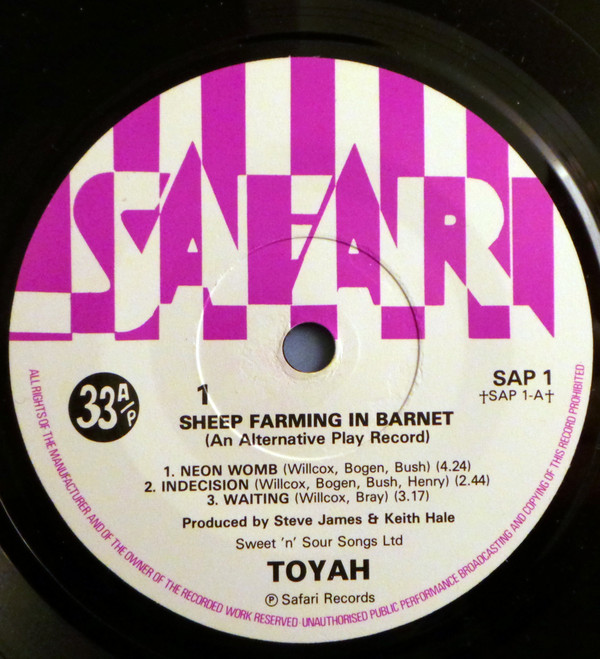 SAFARI
33 A/P
1
SAP 1
†SAP 1-A†
SHEEP FARMING IN BARNET
(An Alternative Play Record)
1. NEON WOMB (Willcox, Bogen, Bush) (4.24)
2. INDECISION (Willcox, Bogen, Bush, Henry) (2.44)
3. WAITING (Willcox, Bray) (3.17)
Produced by Steve James & Keith Hale
Sweet 'n' Sour Songs Ltd
TOYAH
℗ Safari Records
ALL RIGHTS OF THE MANUFACTURER AND OF THE OWNER OF THE RECORDED WORK RESERVED · UNAUTHORISED PUBLIC PERFORMANCE BROADCASTING AND COPYING OF THIS RECORD PROHIBITED